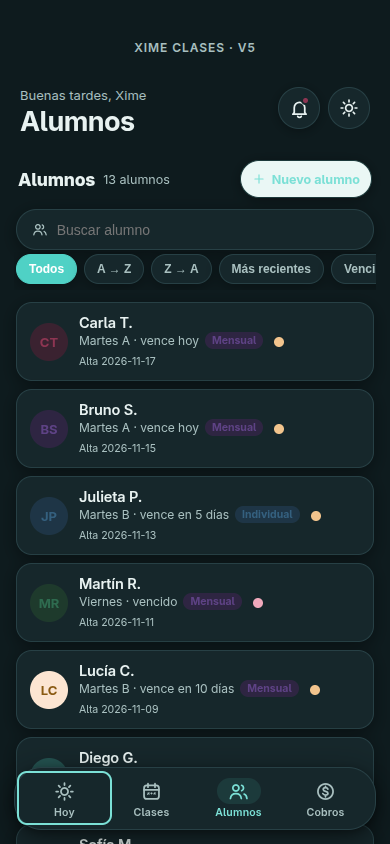 XIME CLASES · V5
Buenas tardes, Xime
Alumnos
Alumnos 13 alumnos
+ Nuevo alumno
Buscar alumno
Todos A → Z Z → A Más recientes Venci
CT
Carla T.
Martes A · vence hoy Mensual
Alta 2026-11-17
BS
Bruno S.
Martes A · vence hoy Mensual
Alta 2026-11-15
JP
Julieta P.
Martes B · vence en 5 días Individual
Alta 2026-11-13
MR
Martín R.
Viernes · vencido Mensual
Alta 2026-11-11
LC
Lucía C.
Martes B · vence en 10 días Mensual
Alta 2026-11-09
Diego G.
Hoy Clases Alumnos Cobros